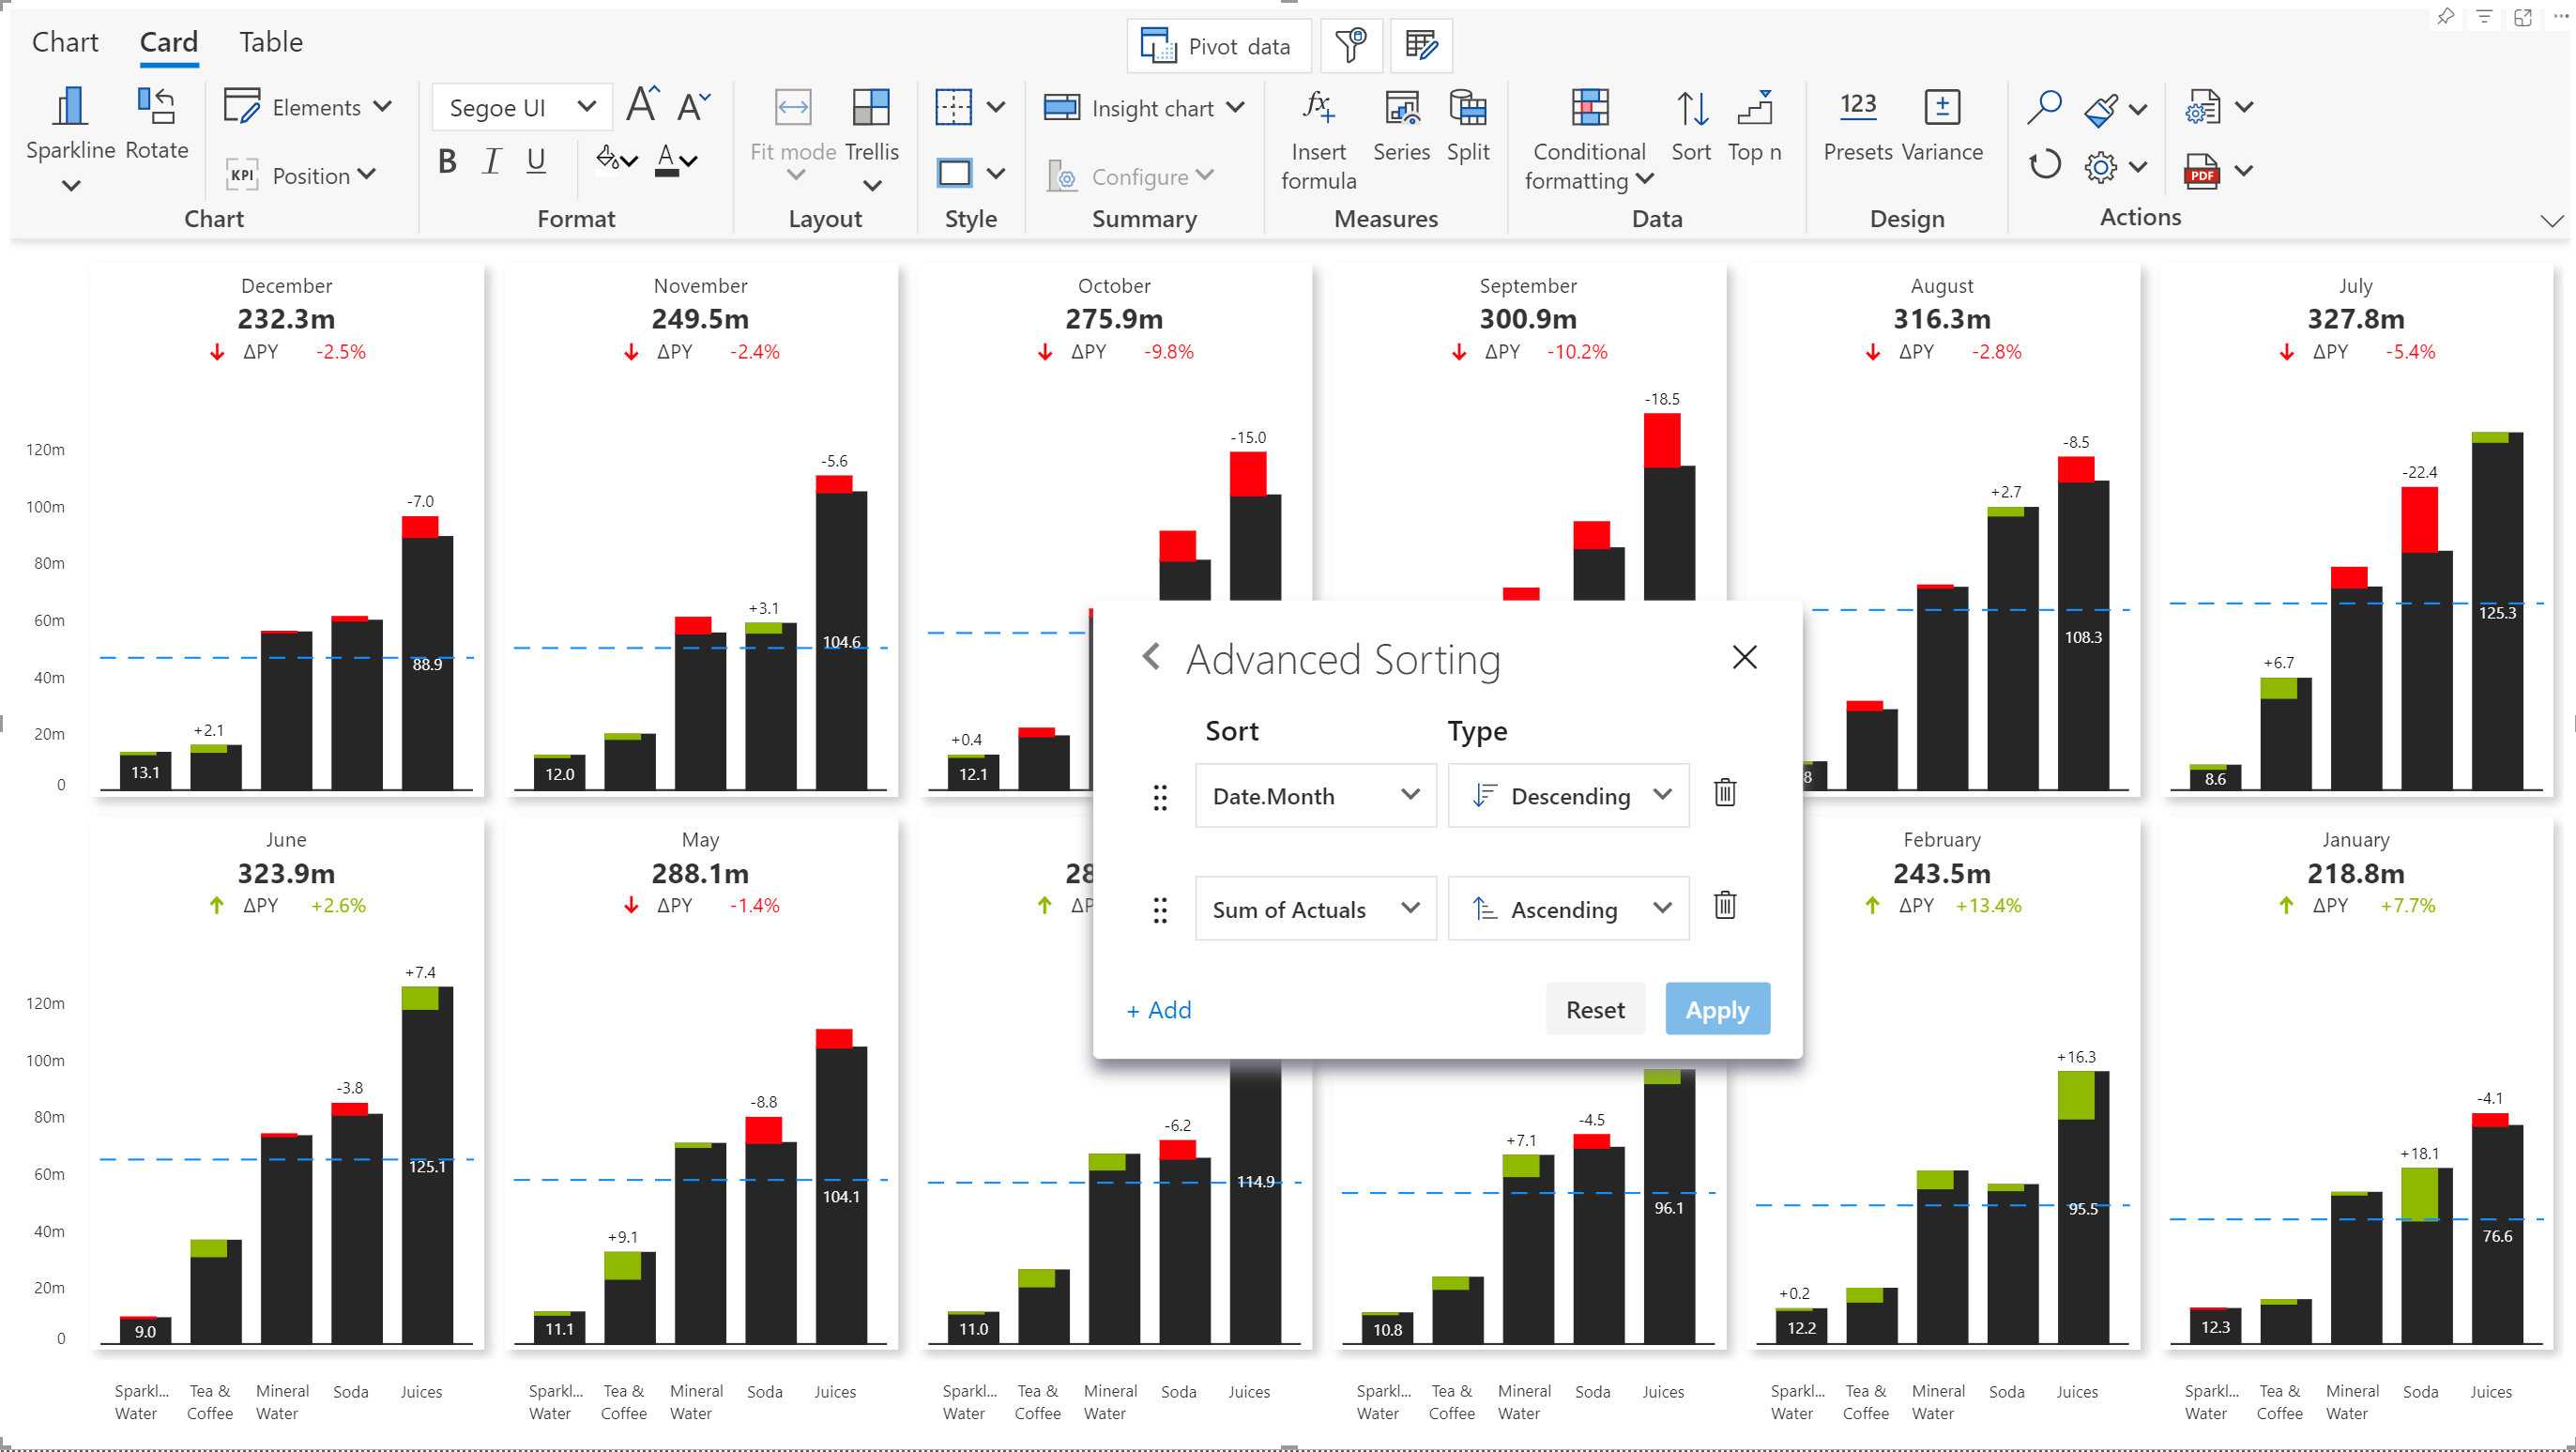 Chart Card Table
Pivot data
Sparkline Rotate Elements
KPI Position
Segoe UI
B I U A
Fit mode Trellis
Insight chart
Configure
fx Insert formula Series Split
Conditional formatting Sort Top n
123 Presets Variance
PDF
Chart Format Layout Style Summary Measures Data Design Actions
December November October September August July
232.3m 249.5m 275.9m 300.9m 316.3m 327.8m
ΔPY -2.5% ΔPY -2.4% ΔPY -9.8% ΔPY -10.2% ΔPY -2.8% ΔPY -5.4%
120m
100m
80m
60m
40m
20m
0
-7.0
88.9
+2.1
13.1
-5.6
+3.1
104.6
12.0
-15.0
+0.4
12.1
-18.5
-8.5
+2.7
108.3
8
-22.4
125.3
+6.7
8.6
Advanced Sorting
Sort Type
Date.Month Descending
Sum of Actuals Ascending
+ Add Reset Apply
June May 28 February January
323.9m 288.1m 243.5m 218.8m
ΔPY +2.6% ΔPY -1.4% ΔP ΔPY +13.4% ΔPY +7.7%
120m
100m
80m
60m
40m
20m
0
+7.4
-3.8
125.1
9.0
-8.8
104.1
+9.1
11.1
-6.2
114.9
11.0
-4.5
+7.1
96.1
10.8
+16.3
95.5
+0.2
12.2
-4.1
+18.1
76.6
12.3
Sparkl... Tea & Mineral Soda Juices Sparkl... Tea & Mineral Soda Juices Sparkl... Tea & Mineral Soda Juices Sparkl... Tea & Mineral Soda Juices Sparkl... Tea & Mineral Soda Juices Sparkl... Tea & Mineral Soda Juices
Water Coffee Water Water Coffee Water Water Coffee Water Water Coffee Water Water Coffee Water Water Coffee Water